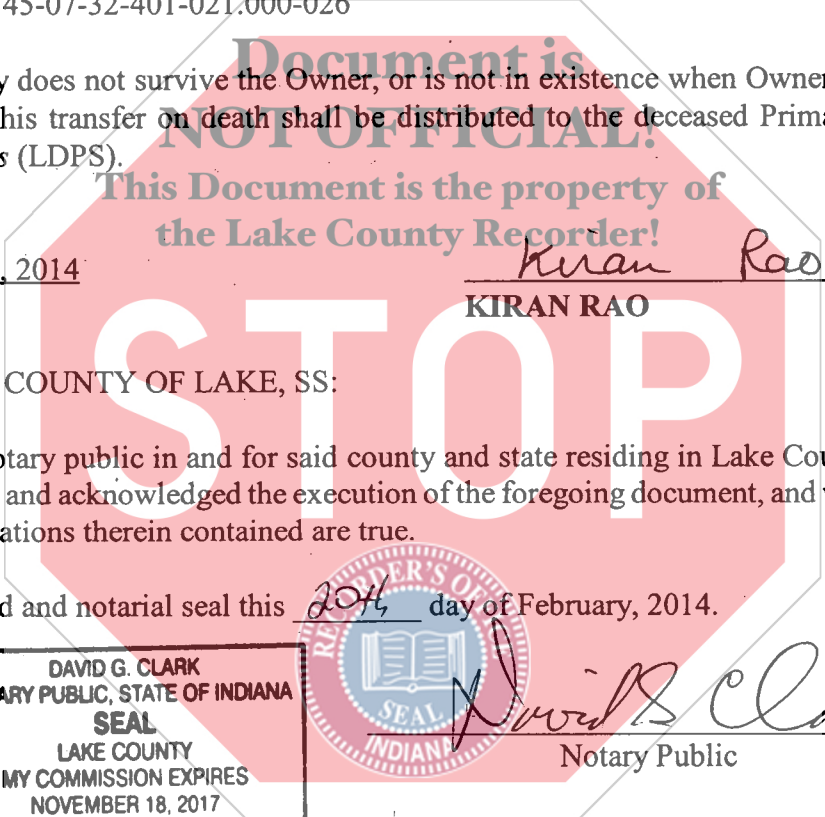 45-07-32-401-021.000-026
Document is
y does not survive the Owner, or is not in existence when Owner
his transfer on death shall be distributed to the deceased Prima
NOT OFFICIAL!
s (LDPS).
This Document is the property of
the Lake County Recorder!
Kiran Rao
, 2014
KIRAN RAO
STOP
COUNTY OF LAKE, SS:
otary public in and for said county and state residing in Lake Cou
and acknowledged the execution of the foregoing document, and
ations therein contained are true.
d and notarial seal this 20th day of February, 2014.
RECORDER'S OF
SEAL
INDIANA
DAVID G. CLARK
ARY PUBLIC, STATE OF INDIANA
SEAL
LAKE COUNTY
MY COMMISSION EXPIRES
NOVEMBER 18, 2017
David G Cla
Notary Public